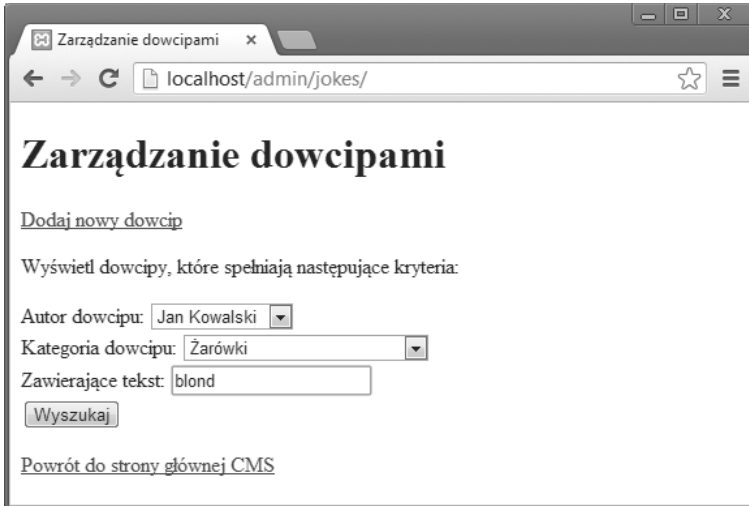 Zarządzanie dowcipami
localhost/admin/jokes/
Zarządzanie dowcipami
Dodaj nowy dowcip
Wyświetl dowcipy, które spełniają następujące kryteria:
Autor dowcipu: Jan Kowalski
Kategoria dowcipu: Żarówki
Zawierające tekst: blond
Wyszukaj
Powrót do strony głównej CMS